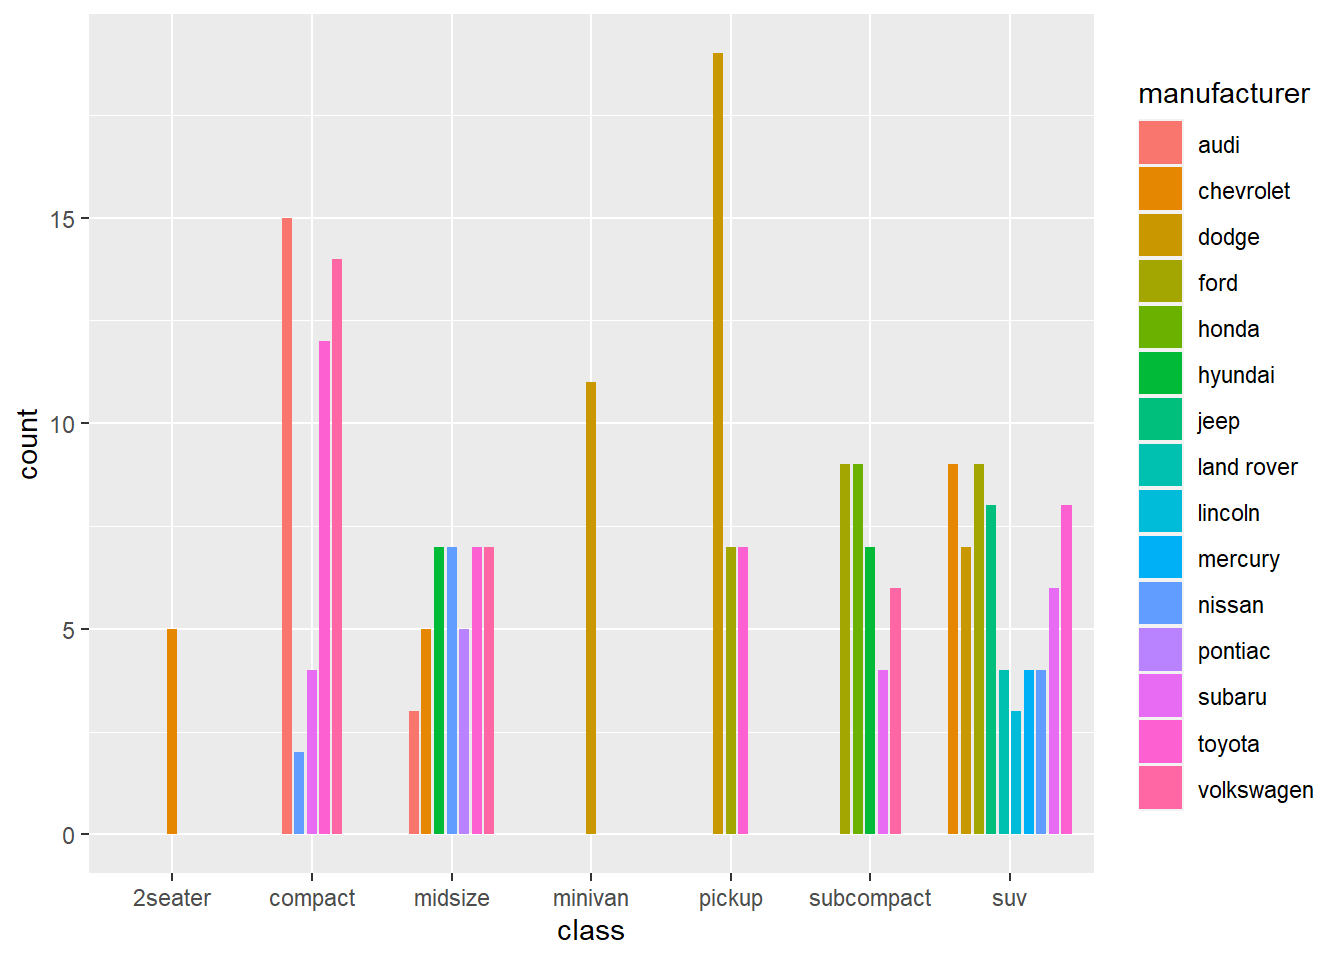 manufacturer
audi
chevrolet
dodge
ford
honda
hyundai
jeep
land rover
lincoln
mercury
nissan
pontiac
subaru
toyota
volkswagen
15
10
5
0
count
2seater compact midsize minivan pickup subcompact suv
class